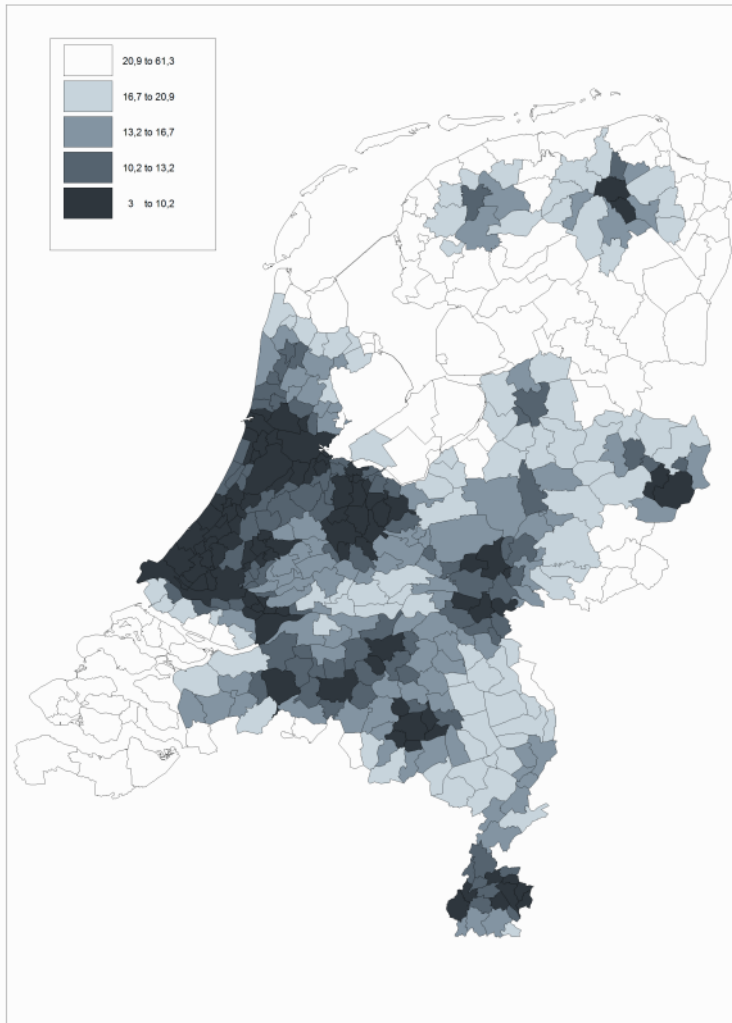 20,9 to 61,3
16,7 to 20,9
13,2 to 16,7
10,2 to 13,2
3 to 10,2